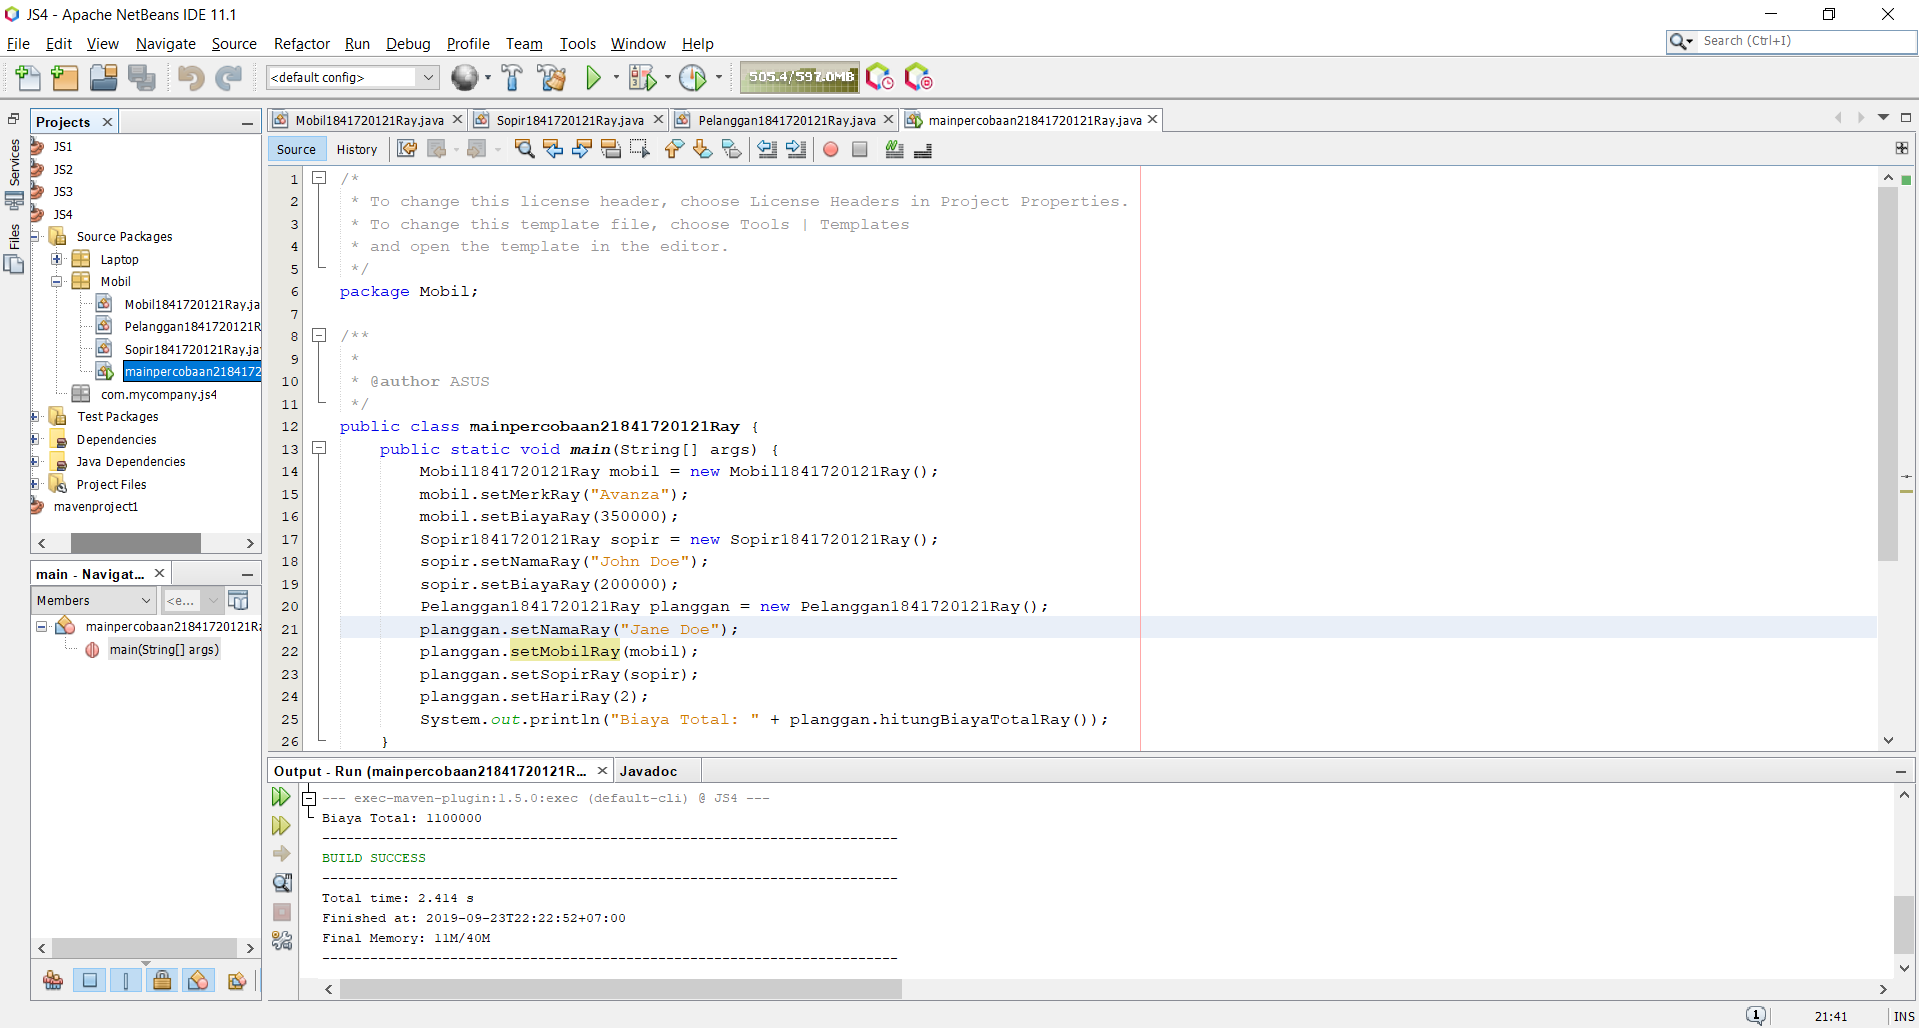 JS4 - Apache NetBeans IDE 11.1
File Edit View Navigate Source Refactor Run Debug Profile Team Tools Window Help
Search (Ctrl+I)
<default config>
505.4/597.0MB
Services
Files
Projects
JS1
JS2
JS3
JS4
Source Packages
Laptop
Mobil
Mobil1841720121Ray.ja
Pelanggan1841720121R
Sopir1841720121Ray.ja
mainpercobaan2184172
com.mycompany.js4
Test Packages
Dependencies
Java Dependencies
Project Files
mavenproject1
main - Navigat...
Members
<e...
mainpercobaan21841720121Ra
main(String[] args)
Mobil1841720121Ray.java Sopir1841720121Ray.java Pelanggan1841720121Ray.java mainpercobaan21841720121Ray.java
Source History
1 /*
2 * To change this license header, choose License Headers in Project Properties.
3 * To change this template file, choose Tools | Templates
4 * and open the template in the editor.
5 */
6 package Mobil;
7
8 /**
9 *
10 * @author ASUS
11 */
12 public class mainpercobaan21841720121Ray {
13 public static void main(String[] args) {
14 Mobil1841720121Ray mobil = new Mobil1841720121Ray();
15 mobil.setMerkRay("Avanza");
16 mobil.setBiayaRay(350000);
17 Sopir1841720121Ray sopir = new Sopir1841720121Ray();
18 sopir.setNamaRay("John Doe");
19 sopir.setBiayaRay(200000);
20 Pelanggan1841720121Ray planggan = new Pelanggan1841720121Ray();
21 planggan.setNamaRay("Jane Doe");
22 planggan.setMobilRay(mobil);
23 planggan.setSopirRay(sopir);
24 planggan.setHariRay(2);
25 System.out.println("Biaya Total: " + planggan.hitungBiayaTotalRay());
26 }
Output - Run (mainpercobaan21841720121R... Javadoc
--- exec-maven-plugin:1.5.0:exec (default-cli) @ JS4 ---
Biaya Total: 1100000
------------------------------------------------------------------------
BUILD SUCCESS
------------------------------------------------------------------------
Total time: 2.414 s
Finished at: 2019-09-23T22:22:52+07:00
Final Memory: 11M/40M
------------------------------------------------------------------------
1
21:41
INS